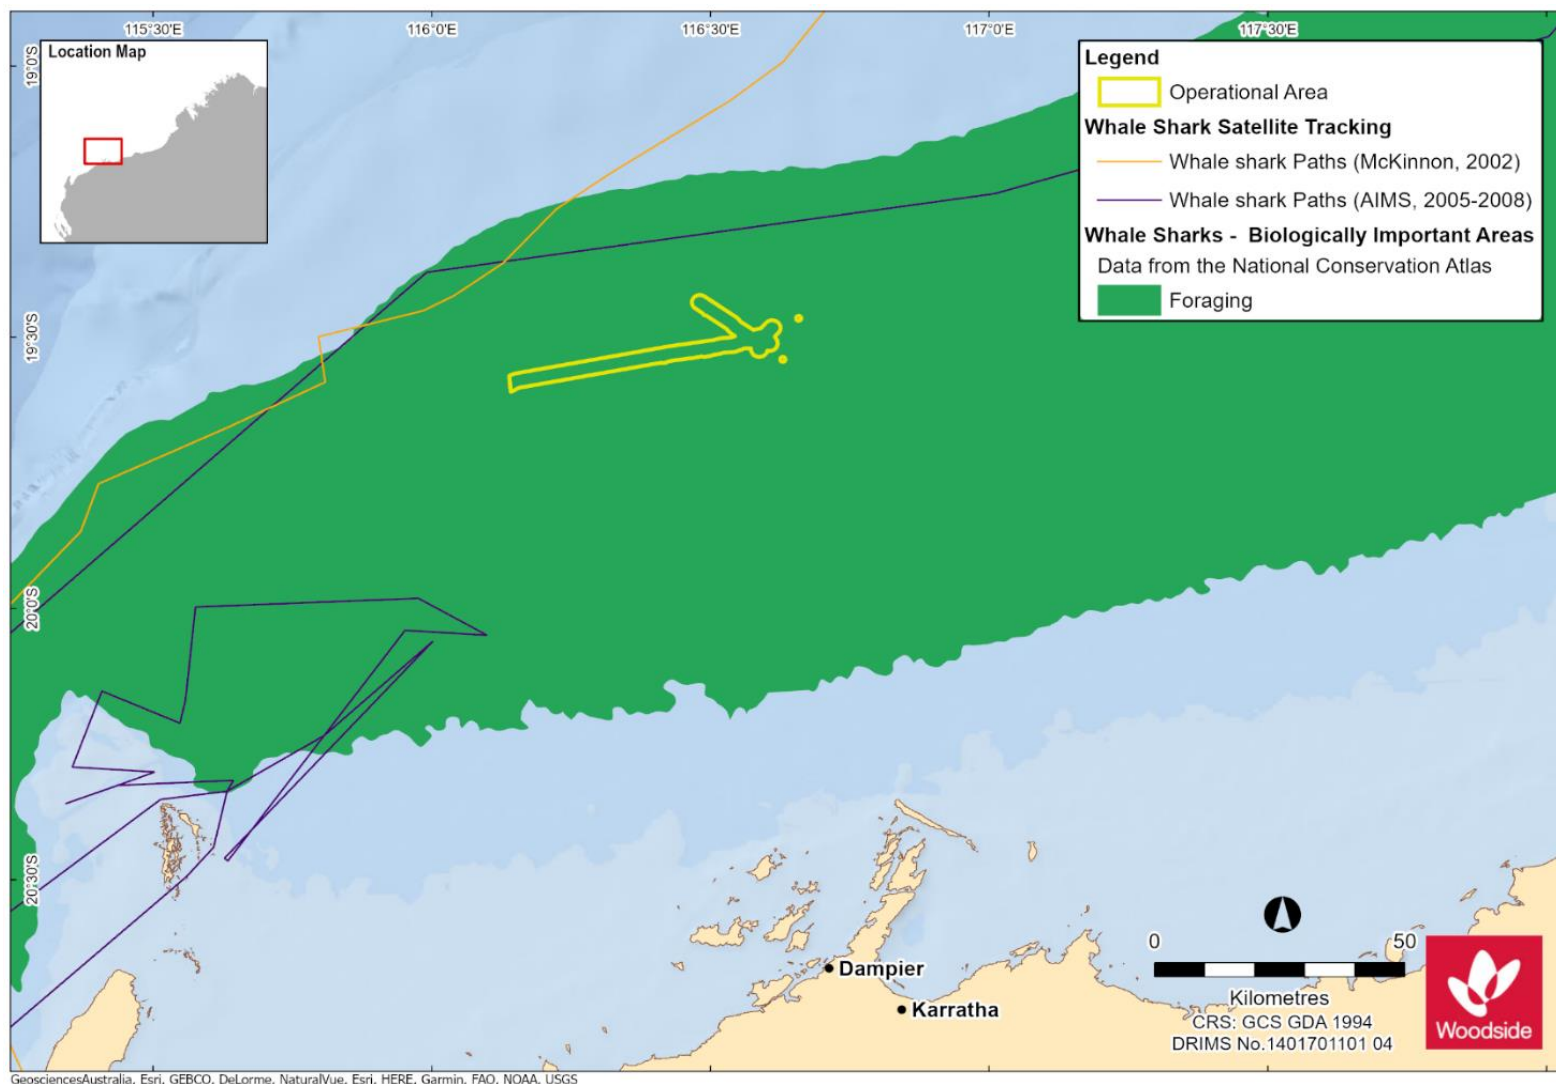 115°30'E
116°0'E
116°30'E
117°0'E
117°30'E
19°0'S
19°30'S
20°0'S
20°30'S
Location Map
Legend
Operational Area
Whale Shark Satellite Tracking
Whale shark Paths (McKinnon, 2002)
Whale shark Paths (AIMS, 2005-2008)
Whale Sharks - Biologically Important Areas
Data from the National Conservation Atlas
Foraging
Dampier
Karratha
0 50
Kilometres
CRS: GCS GDA 1994
DRIMS No.1401701101 04
Woodside
GeosciencesAustralia, Esri, GEBCO, DeLorme, NaturalVue, Esri, HERE, Garmin, FAO, NOAA, USGS